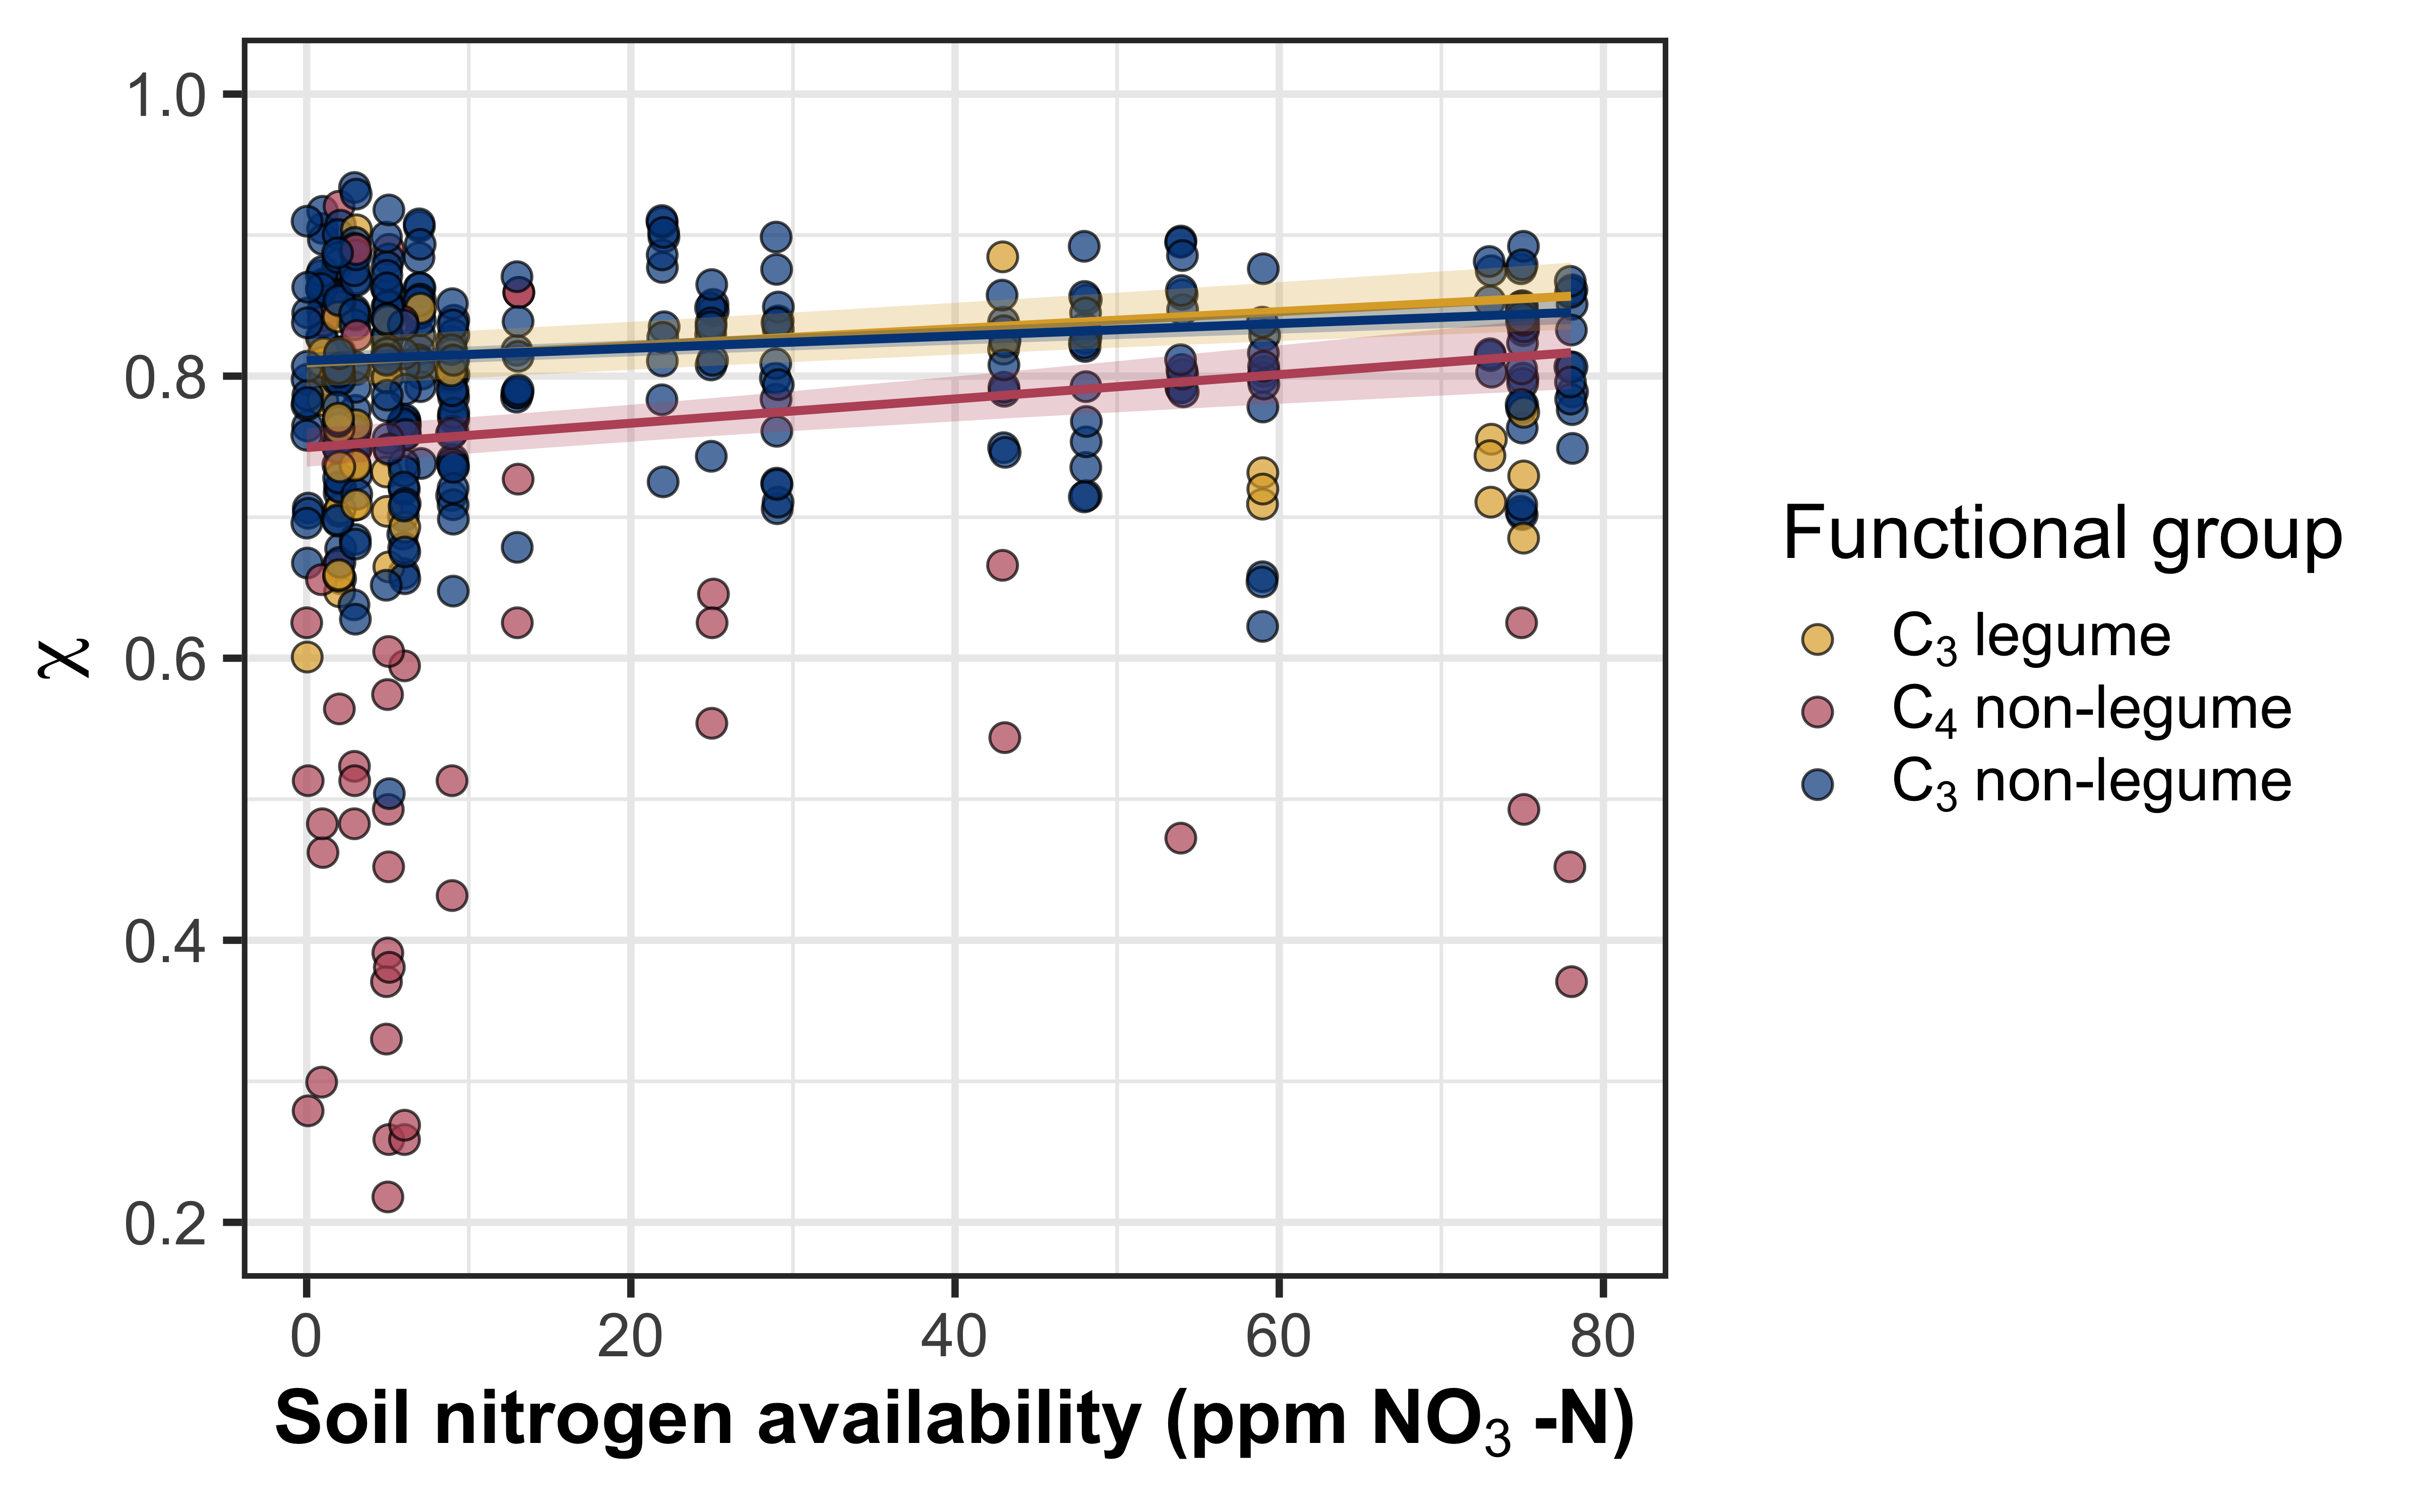 1.0
0.8
0.6
0.4
0.2
χ
0 20 40 60 80
Soil nitrogen availability (ppm NO₃ -N)
Functional group
C₃ legume
C₄ non-legume
C₃ non-legume